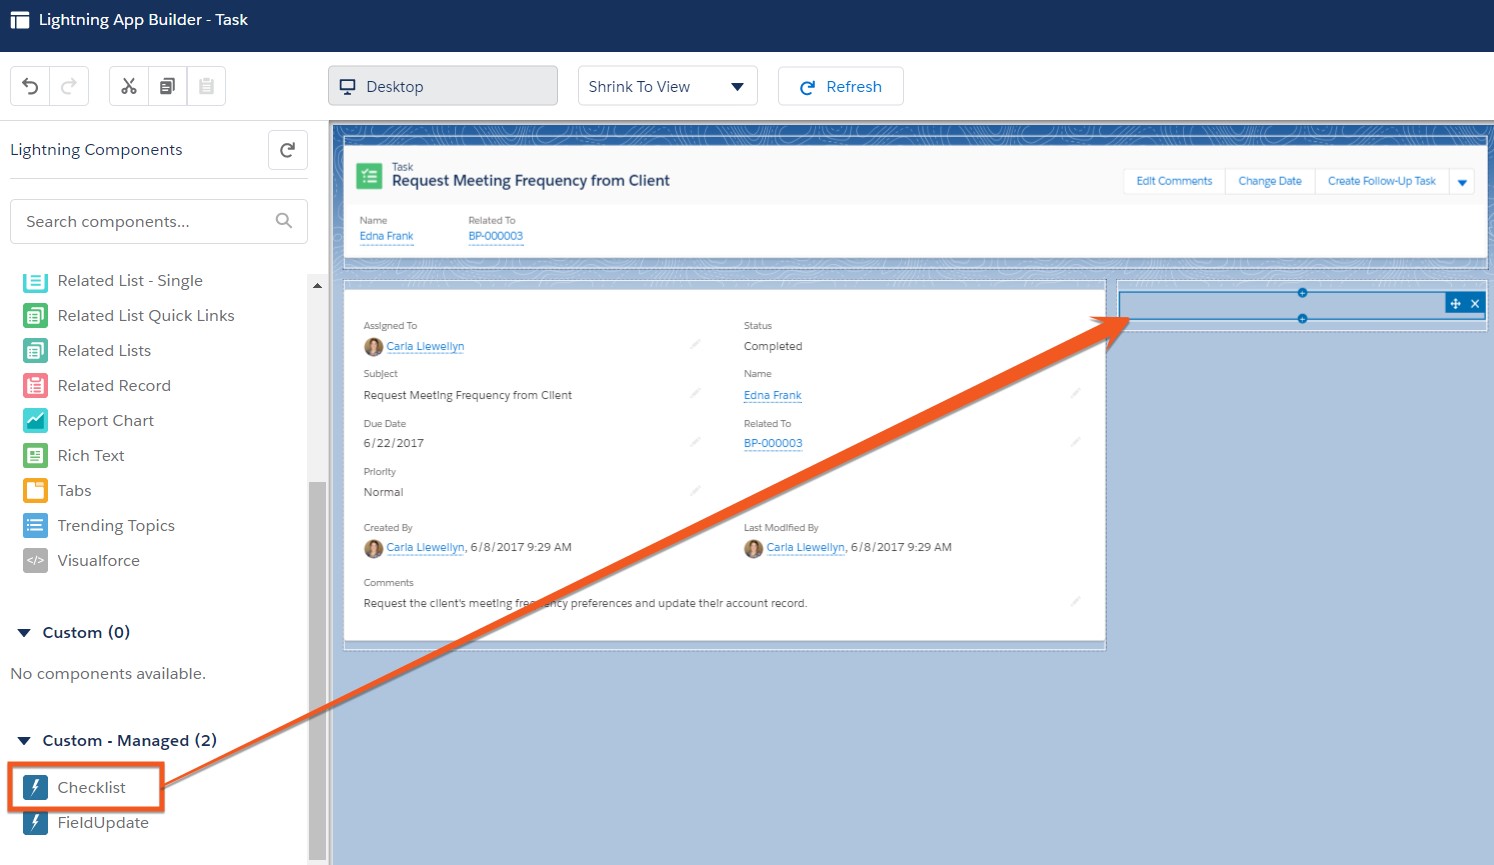 Lightning App Builder - Task
Desktop
Shrink To View
Refresh
Lightning Components
Search components...
Related List - Single
Related List Quick Links
Related Lists
Related Record
Report Chart
Rich Text
Tabs
Trending Topics
</> Visualforce
Custom (0)
No components available.
Custom - Managed (2)
Checklist
FieldUpdate
Task
Request Meeting Frequency from Client
Edit Comments Change Date Create Follow-Up Task
Name Related To
Edna Frank BP-000003
Assigned To Status
Carla Llewellyn Completed
Subject Name
Request Meeting Frequency from Client Edna Frank
Due Date Related To
6/22/2017 BP-000003
Priority
Normal
Created By Last Modified By
Carla Llewellyn, 6/8/2017 9:29 AM Carla Llewellyn, 6/8/2017 9:29 AM
Comments
Request the client's meeting frequency preferences and update their account record.